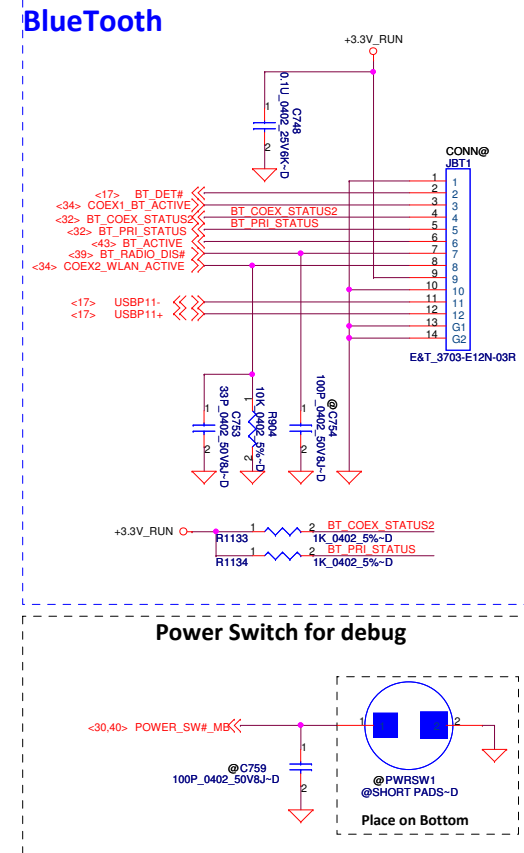 BlueTooth
+3.3V_RUN
1
2
C748
0.1U_0402_25V6K~D
CONN@
JBT1
<17> BT_DET#
<34> COEX1_BT_ACTIVE
<32> BT_COEX_STATUS2
<32> BT_PRI_STATUS
<43> BT_ACTIVE
<39> BT_RADIO_DIS#
<34> COEX2_WLAN_ACTIVE
BT_COEX_STATUS2
BT_PRI_STATUS
<17> USBP11-
<17> USBP11+
1 1
2 2
3 3
4 4
5 5
6 6
7 7
8 8
9 9
10 10
11 11
12 12
13 G1
14 G2
E&T_3703-E12N-03R
1
2
C753
33P_0402_50V8J~D
1
2
R904
10K_0402_5%~D
1
2
@C754
100P_0402_50V8J~D
+3.3V_RUN
R1133 1 2 BT_COEX_STATUS2
1K_0402_5%~D
R1134 1 2 BT_PRI_STATUS
1K_0402_5%~D
Power Switch for debug
<30,40> POWER_SW#_MB
1
2
@C759
100P_0402_50V8J~D
1 1 2 2
@PWRSW1
@SHORT PADS~D
Place on Bottom